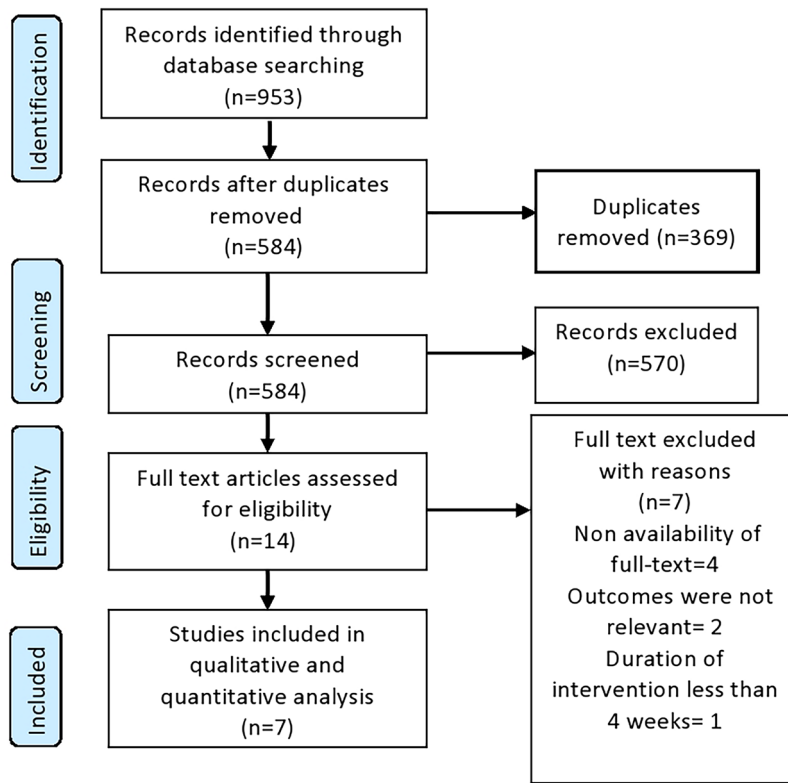 Identification
Records identified through
database searching
(n=953)
Records after duplicates
removed
(n=584)
Duplicates
removed (n=369)
Screening
Records screened
(n=584)
Records excluded
(n=570)
Eligibility
Full text articles assessed
for eligibility
(n=14)
Full text excluded
with reasons
(n=7)
Non availability of
full-text=4
Outcomes were not
relevant= 2
Duration of
intervention less than
4 weeks= 1
Included
Studies included in
qualitative and
quantitative analysis
(n=7)